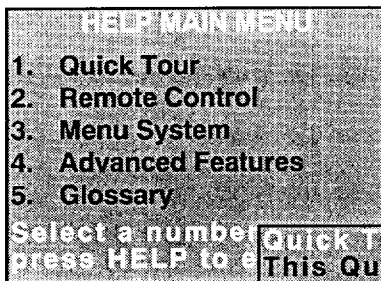 HELP MAIN MENU
1. Quick Tour
2. Remote Control
3. Menu System
4. Advanced Features
5. Glossary
Select a number
press HELP to e
Quick T
This Qu